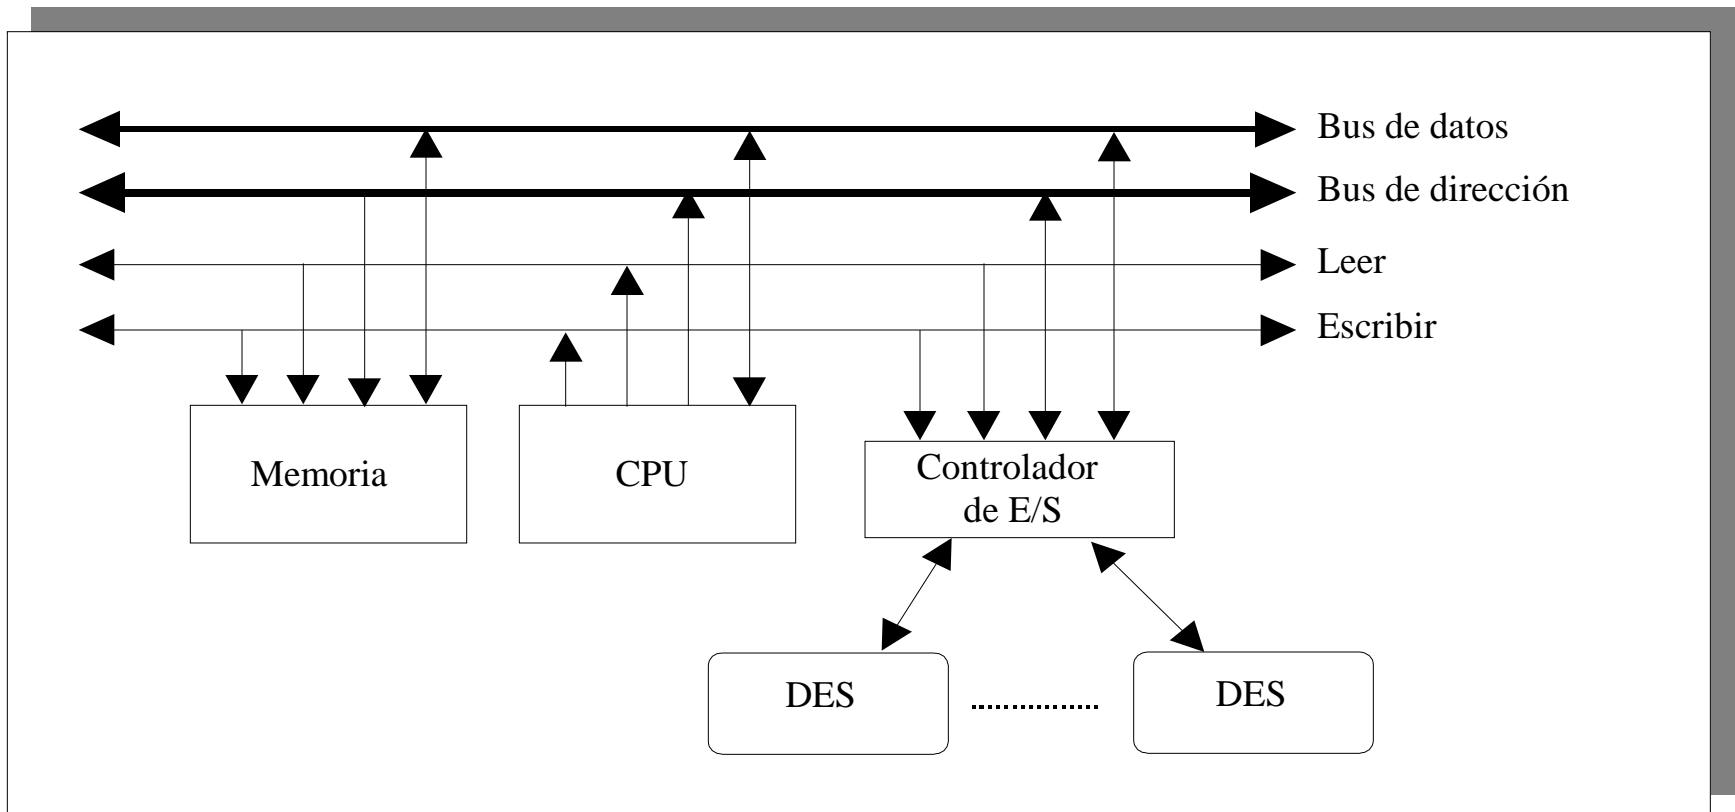 Bus de datos
Bus de dirección
Leer
Escribir
Memoria
CPU
Controlador
de E/S
DES
DES